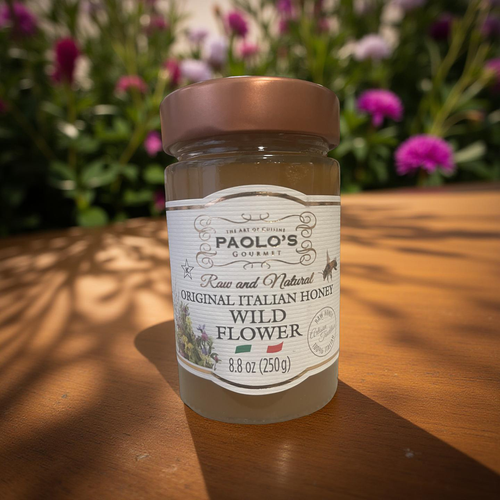 THE ART OF CUISINE
PAOLO'S
GOURMET
Raw and Natural
ORIGINAL ITALIAN HONEY
WILD
FLOWER
8.8 oz (250g)